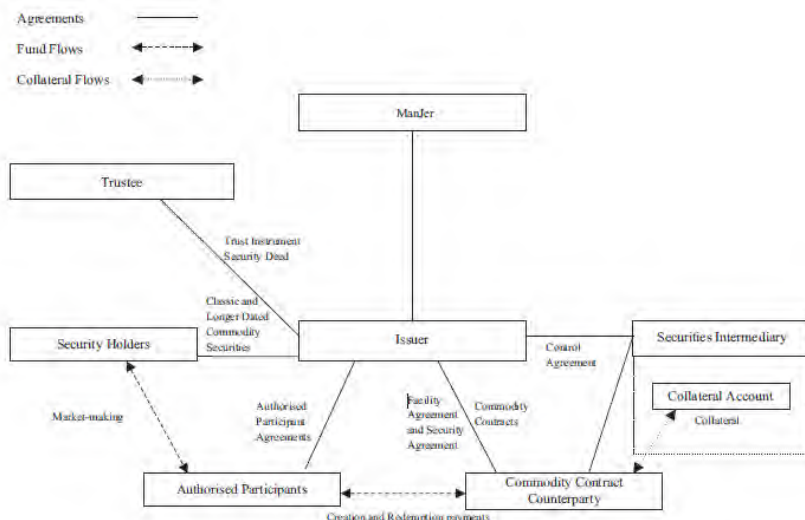 Agreements
Fund Flows
Collateral Flows
ManJer
Trustee
Trust Instrument
Security Deed
Classic and
Longer Dated
Commodity
Securities
Security Holders
Issuer
Securities Intermediary
Control
Agreement
Collateral Account
Collateral
Market-making
Authorised
Participant
Agreements
Facility
Agreement
and Security
Agreement
Commodity
Contracts
Authorised Participants
Commodity Contract
Counterparty
Creation and Redemption payments